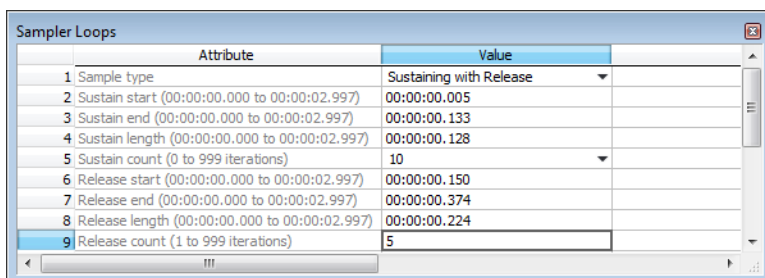 Sampler Loops
Attribute Value
1 Sample type Sustaining with Release
2 Sustain start (00:00:00.000 to 00:00:02.997) 00:00:00.005
3 Sustain end (00:00:00.000 to 00:00:02.997) 00:00:00.133
4 Sustain length (00:00:00.000 to 00:00:02.997) 00:00:00.128
5 Sustain count (0 to 999 iterations) 10
6 Release start (00:00:00.000 to 00:00:02.997) 00:00:00.150
7 Release end (00:00:00.000 to 00:00:02.997) 00:00:00.374
8 Release length (00:00:00.000 to 00:00:02.997) 00:00:00.224
9 Release count (1 to 999 iterations) 5